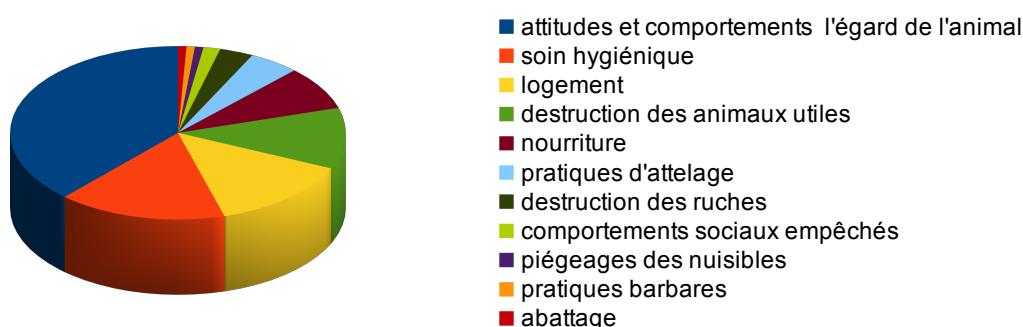 attitudes et comportements  l'égard de l'animal
soin hygiénique
logement
destruction des animaux utiles
nourriture
pratiques d'attelage
destruction des ruches
comportements sociaux empêchés
piégeages des nuisibles
pratiques barbares
abattage